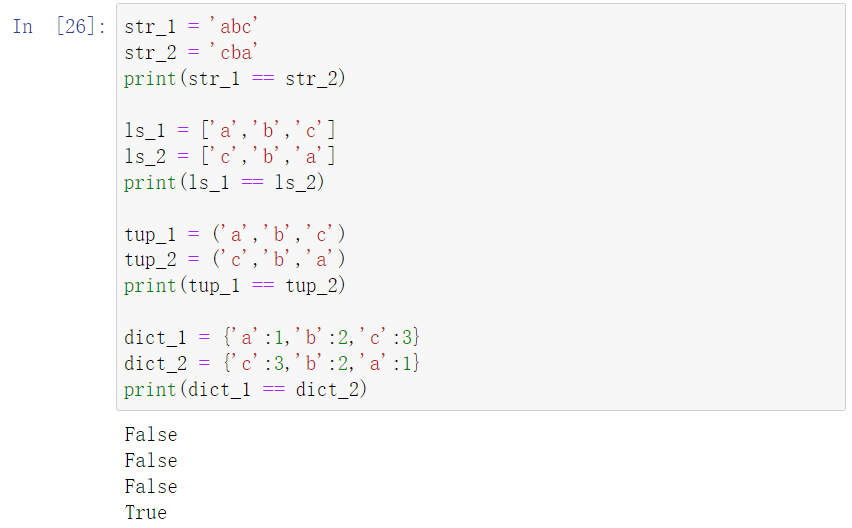 In [26]: str_1 = 'abc'
str_2 = 'cba'
print(str_1 == str_2)
ls_1 = ['a','b','c']
ls_2 = ['c','b','a']
print(ls_1 == ls_2)
tup_1 = ('a','b','c')
tup_2 = ('c','b','a')
print(tup_1 == tup_2)
dict_1 = {'a':1,'b':2,'c':3}
dict_2 = {'c':3,'b':2,'a':1}
print(dict_1 == dict_2)
False
False
False
True